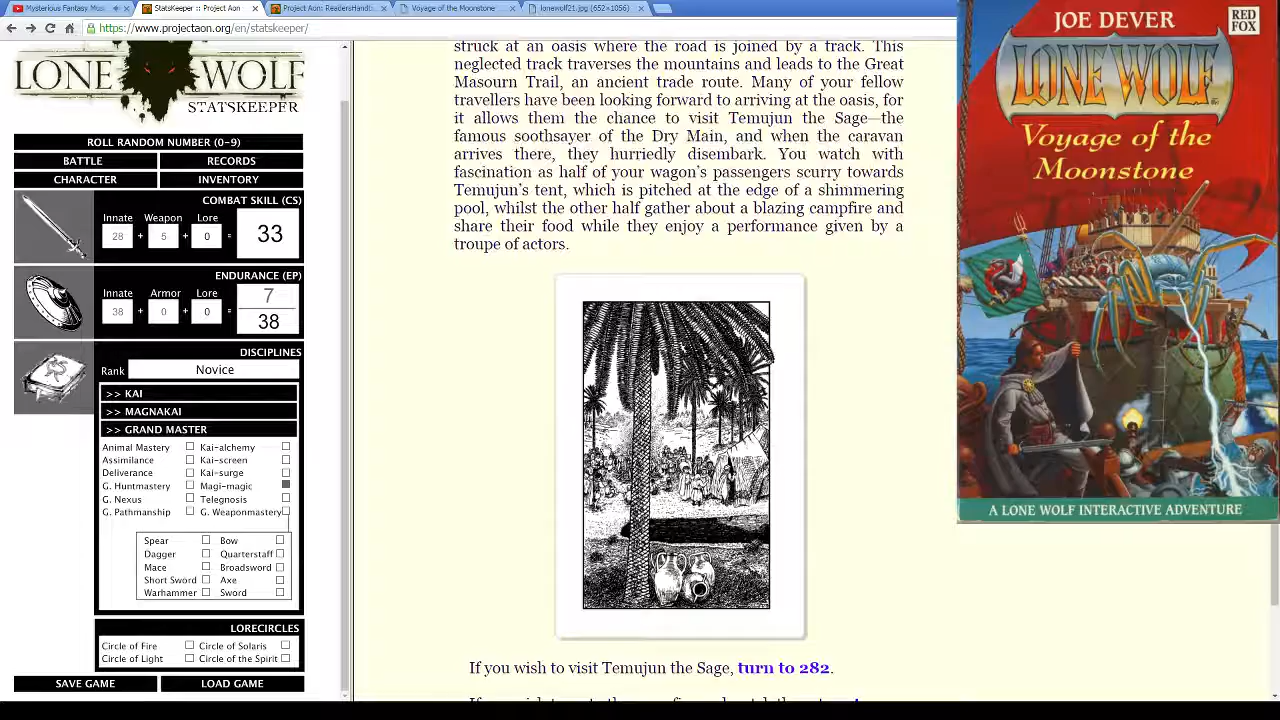 Mysterious Fantasy Mus
StatsKeeper :: Project Aon
Project Aon: ReadersHandb
Voyage of the Moonstone
lonewolf21.jpg (652×1056)
https://www.projectaon.org/en/statskeeper/
LONE WOLF
STATSKEEPER
ROLL RANDOM NUMBER (0-9)
BATTLE
RECORDS
CHARACTER
INVENTORY
COMBAT SKILL (CS)
Innate Weapon Lore
28 + 5 + 0 = 33
ENDURANCE (EP)
Innate Armor Lore
38 + 0 + 0 = 7
38
DISCIPLINES
Rank Novice
>> KAI
>> MAGNAKAI
>> GRAND MASTER
Animal Mastery Kai-alchemy
Assimilance Kai-screen
Deliverance Kai-surge
G. Huntmastery Magi-magic
G. Nexus Telegnosis
G. Pathmanship G. Weaponmastery
Spear Bow
Dagger Quarterstaff
Mace Broadsword
Short Sword Axe
Warhammer Sword
LORECIRCLES
Circle of Fire Circle of Solaris
Circle of Light Circle of the Spirit
SAVE GAME
LOAD GAME
struck at an oasis where the road is joined by a track. This
neglected track traverses the mountains and leads to the Great
Masourn Trail, an ancient trade route. Many of your fellow
travellers have been looking forward to arriving at the oasis, for
it allows them the chance to visit Temujun the Sage—the
famous soothsayer of the Dry Main, and when the caravan
arrives there, they hurriedly disembark. You watch with
fascination as half of your wagon's passengers scurry towards
Temujun's tent, which is pitched at the edge of a shimmering
pool, whilst the other half gather about a blazing campfire and
share their food while they enjoy a performance given by a
troupe of actors.
If you wish to visit Temujun the Sage, turn to 282.
JOE DEVER
RED
FOX
LONE WOLF
Voyage of the
Moonstone
A LONE WOLF INTERACTIVE ADVENTURE